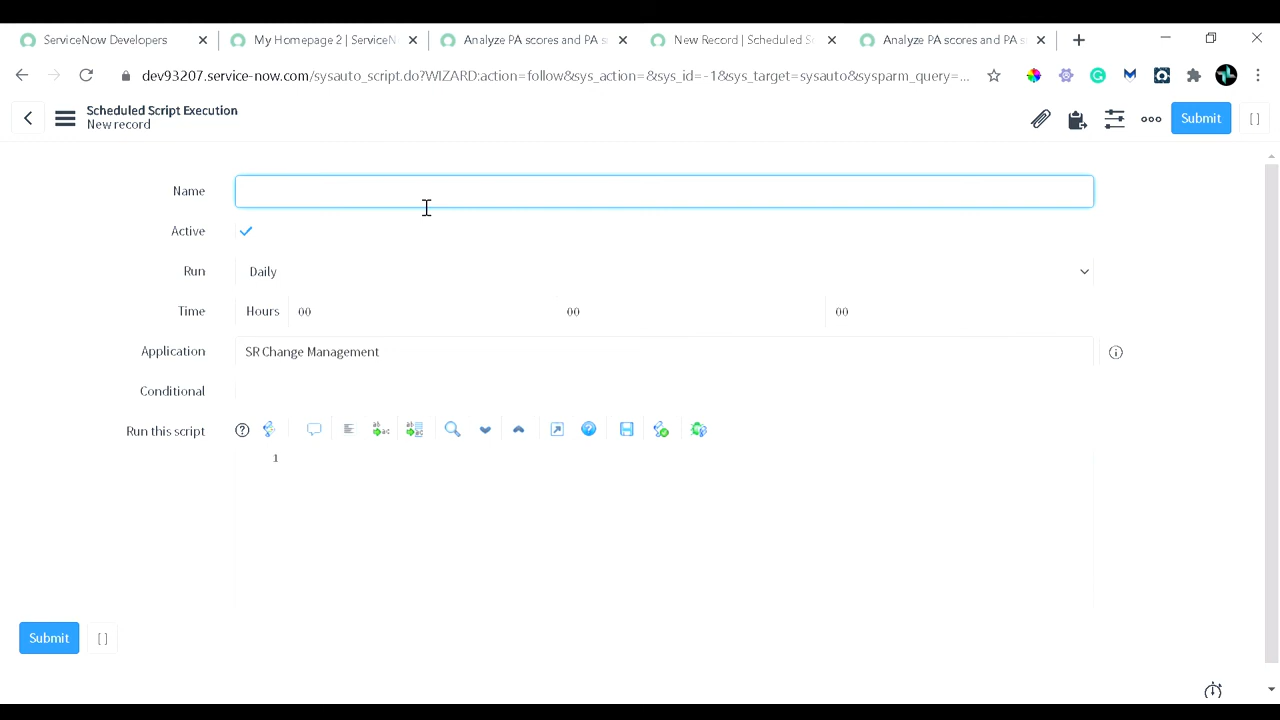 ServiceNow Developers
My Homepage 2 | ServiceN
Analyze PA scores and PA s
New Record | Scheduled S
Analyze PA scores and PA s
dev93207.service-now.com/sysauto_script.do?WIZARD:action=follow&sys_action=&sys_id=-1&sys_target=sysauto&sysparm_query=...
Scheduled Script Execution
New record
Submit
[ ]
Name
Active
Run Daily
Time Hours 00 00 00
Application SR Change Management
Conditional
Run this script
1
Submit
[ ]